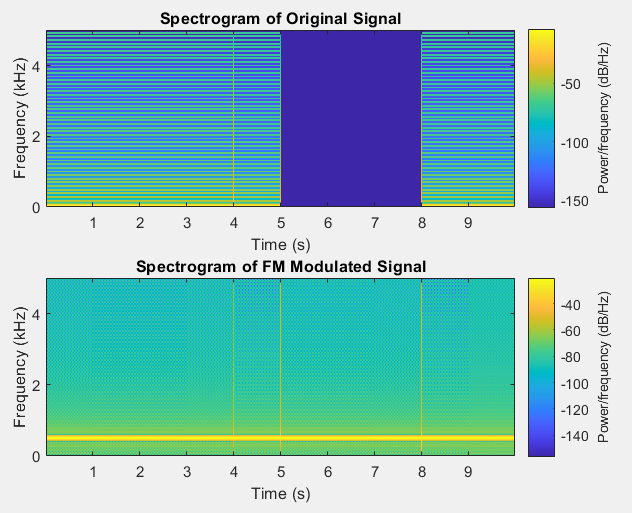 Spectrogram of Original Signal
Frequency (kHz)
4
2
0
1 2 3 4 5 6 7 8 9
Time (s)
-50
-100
-150
Power/frequency (dB/Hz)
Spectrogram of FM Modulated Signal
Frequency (kHz)
4
2
0
1 2 3 4 5 6 7 8 9
Time (s)
-40
-60
-80
-100
-120
-140
Power/frequency (dB/Hz)